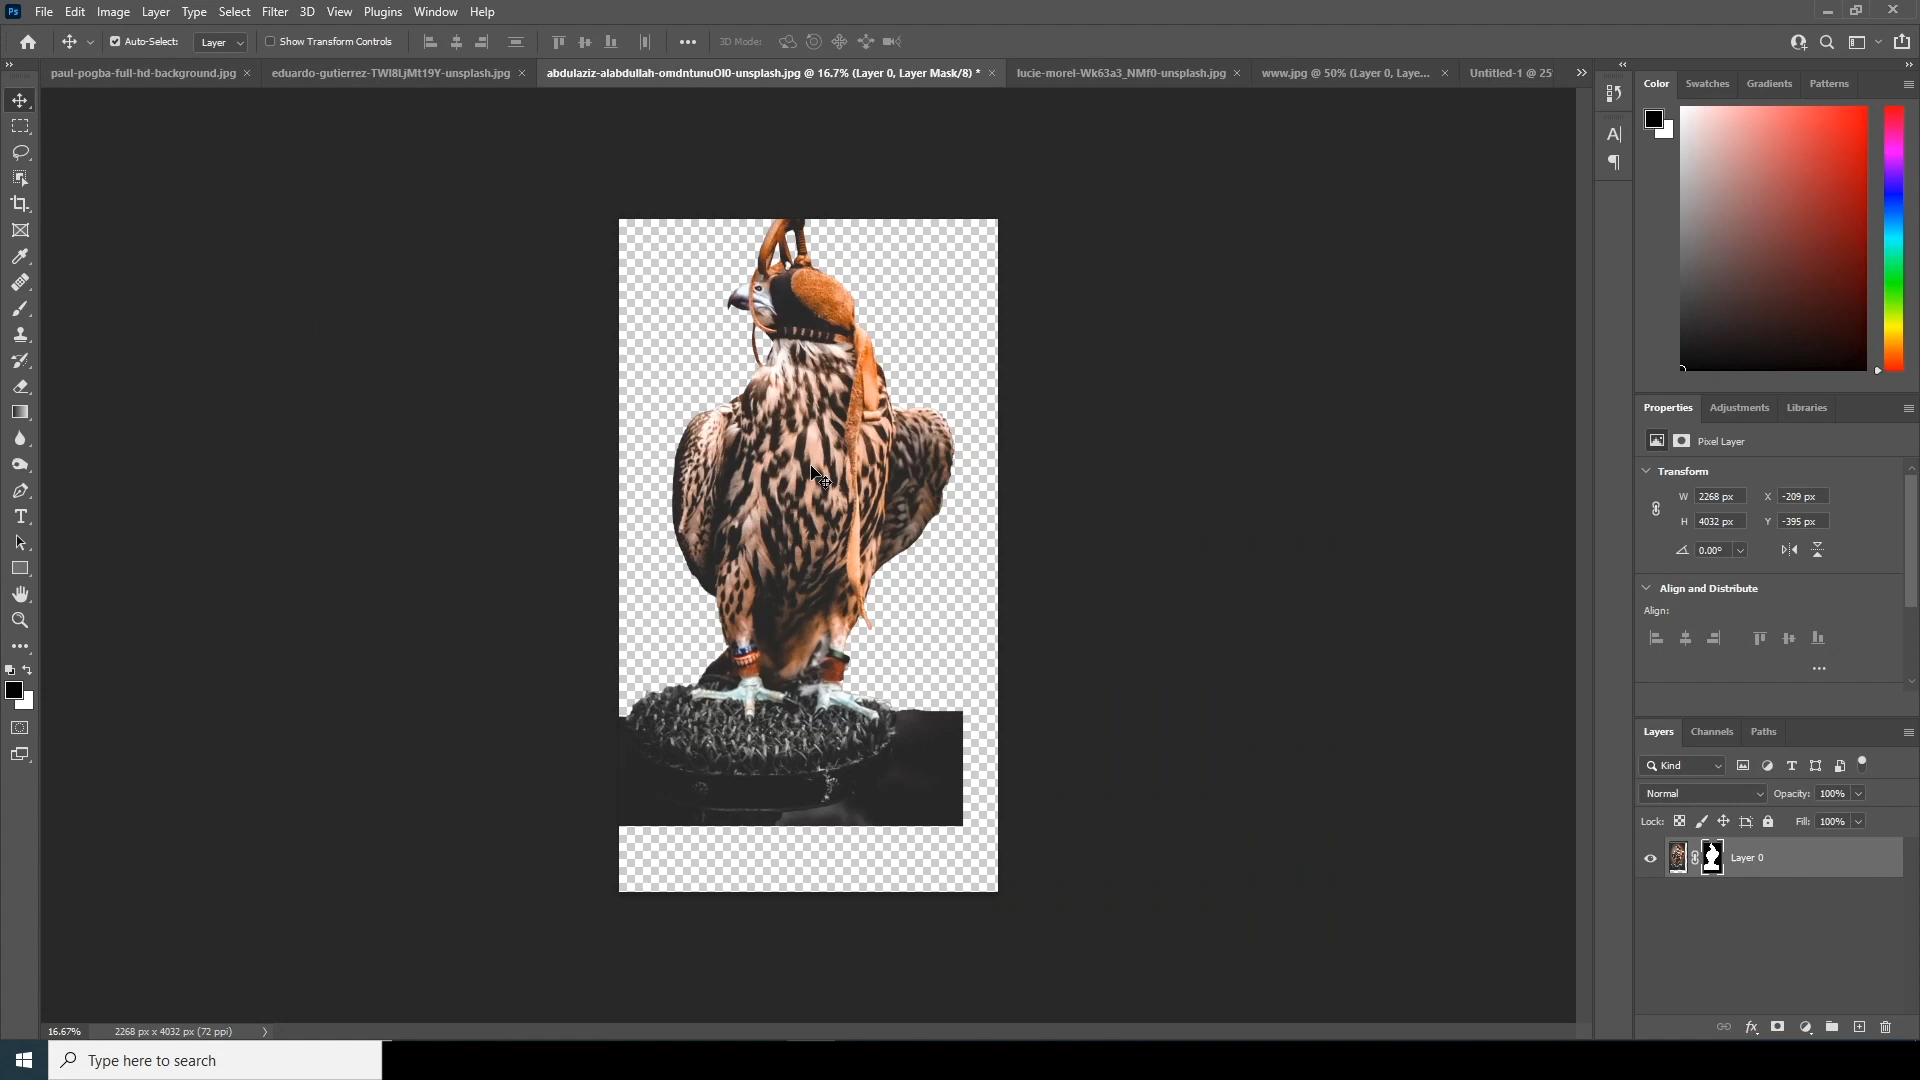 Ps File Edit Image Layer Type Select Filter 3D View Plugins Window Help
Auto-Select: Layer Show Transform Controls 3D Mode:
paul-pogba-full-hd-background.jpg eduardo-gutierrez-TWI8LjMt19Y-unsplash.jpg abdulaziz-alabdullah-omdntunuOI0-unsplash.jpg @ 16.7% (Layer 0, Layer Mask/8) * lucie-morel-Wk63a3_NMf0-unsplash.jpg www.jpg @ 50% (Layer 0, Laye... Untitled-1 @ 25
Color Swatches Gradients Patterns
Properties Adjustments Libraries
Pixel Layer
Transform
W 2268 px X -209 px
H 4032 px Y -395 px
0.00°
Align and Distribute
Align:
Layers Channels Paths
Kind
Normal Opacity: 100%
Lock: Fill: 100%
Layer 0
16.67% 2268 px x 4032 px (72 ppi)
Type here to search